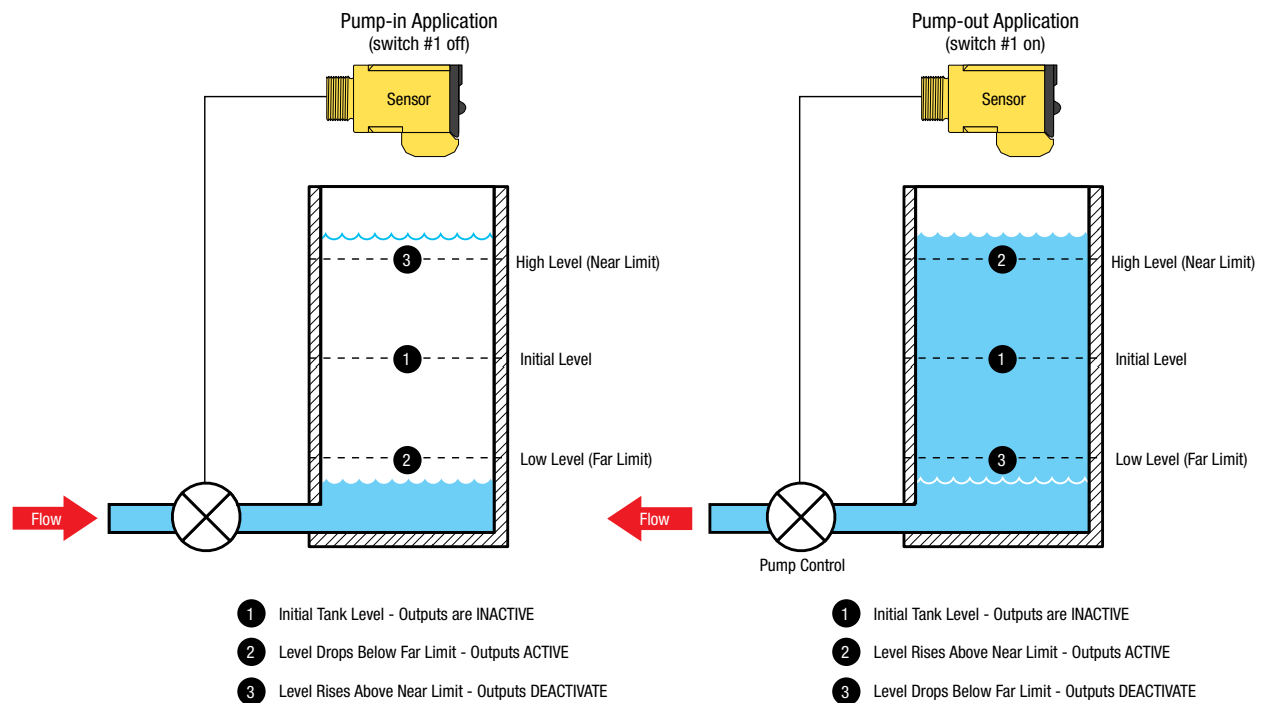 Pump-in Application
(switch #1 off)
Sensor
3
High Level (Near Limit)
1
Initial Level
2
Low Level (Far Limit)
Flow
1 Initial Tank Level - Outputs are INACTIVE
2 Level Drops Below Far Limit - Outputs ACTIVE
3 Level Rises Above Near Limit - Outputs DEACTIVATE
Pump-out Application
(switch #1 on)
Sensor
2
High Level (Near Limit)
1
Initial Level
3
Low Level (Far Limit)
Flow
Pump Control
1 Initial Tank Level - Outputs are INACTIVE
2 Level Rises Above Near Limit - Outputs ACTIVE
3 Level Drops Below Far Limit - Outputs DEACTIVATE